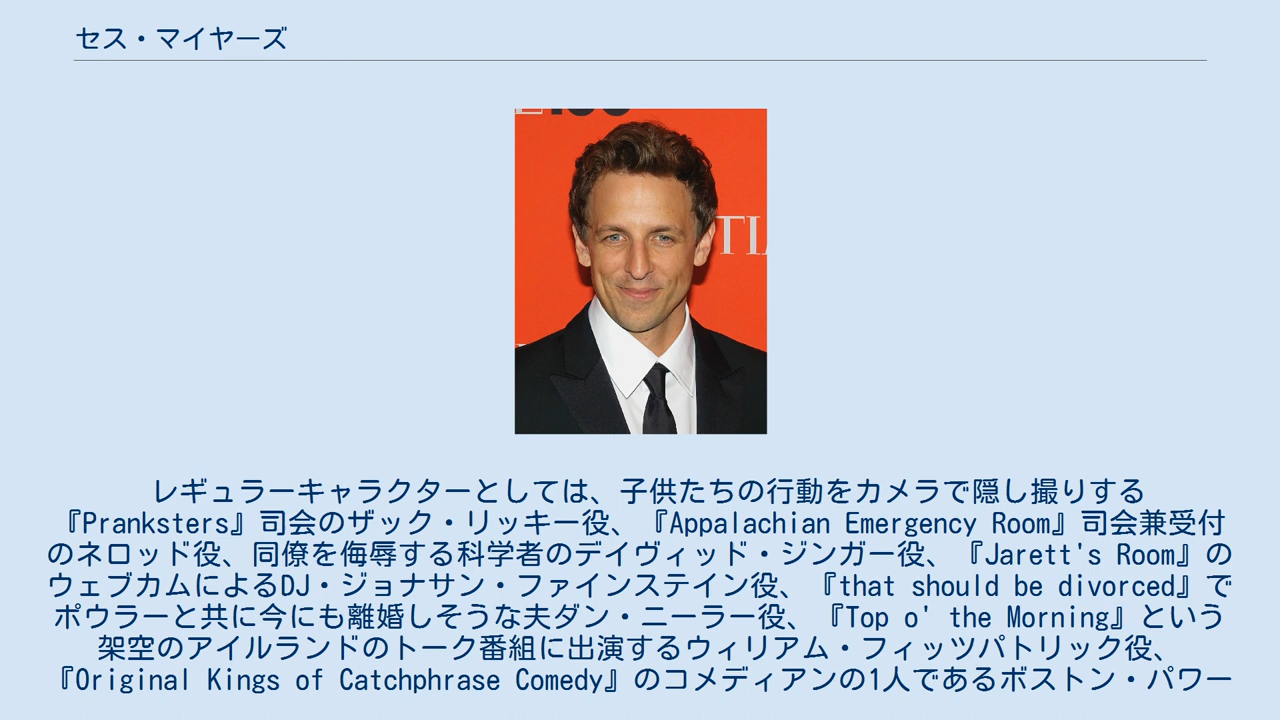 セス・マイヤーズ
100
TI
レギュラーキャラクターとしては、子供たちの行動をカメラで隠し撮りする
『Pranksters』司会のザック・リッキー役、『Appalachian Emergency Room』司会兼受付
のネロッド役、同僚を侮辱する科学者のデイヴィッド・ジンガー役、『Jarett's Room』の
ウェブカムによるDJ・ジョナサン・ファインステイン役、『that should be divorced』で
ポウラーと共に今にも離婚しそうな夫ダン・ニーラー役、『Top o' the Morning』という
架空のアイルランドのトーク番組に出演するウィリアム・フィッツパトリック役、
『Original Kings of Catchphrase Comedy』のコメディアンの1人であるボストン・パワー